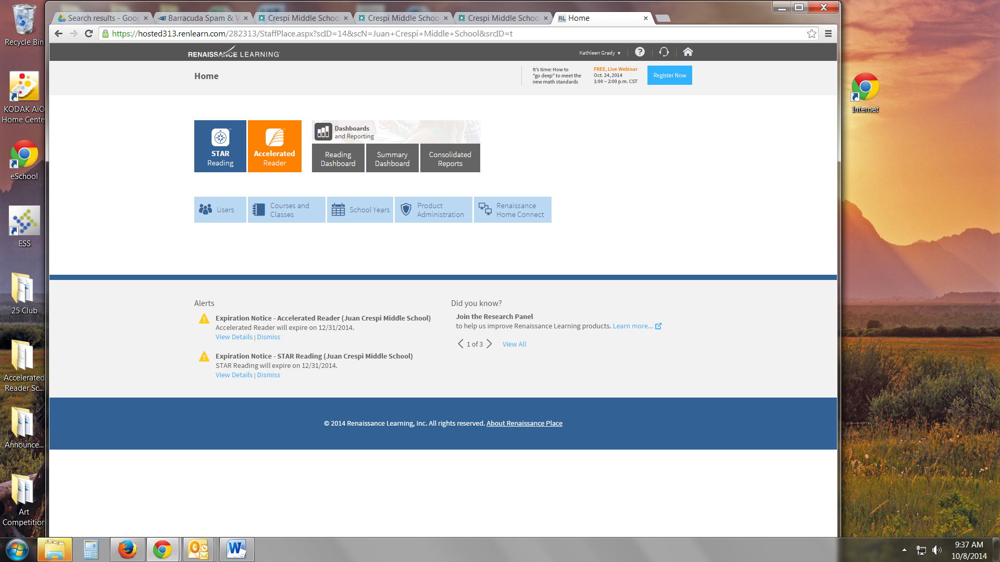 Recycle Bin
KODAK AiO
Home Cente
eSchool
ESS
25 Club
Accelerated
Reader Sc...
Announce...
Art
Competition
Search results - Goog
Barracuda Spam & V
Crespi Middle Schoo
Crespi Middle Schoo
Crespi Middle Schoo
RL Home
https://hosted313.renlearn.com/282313/StaffPlace.aspx?scID=14&scN=Juan+Crespi+Middle+School&srcID=t
RENAISSANCE LEARNING
Kathleen Grady
Home
It's time: How to
"go deep" to meet the
new math standards
FREE, Live Webinar
Oct. 24, 2014
1:00 – 2:00 p.m. CST
Register Now
STAR
Reading
Accelerated
Reader
Dashboards
and Reporting
Reading
Dashboard
Summary
Dashboard
Consolidated
Reports
Users
Courses and
Classes
School Years
Product
Administration
Renaissance
Home Connect
Alerts
Expiration Notice - Accelerated Reader (Juan Crespi Middle School)
Accelerated Reader will expire on 12/31/2014.
View Details | Dismiss
Expiration Notice - STAR Reading (Juan Crespi Middle School)
STAR Reading will expire on 12/31/2014.
View Details | Dismiss
Did you know?
Join the Research Panel
to help us improve Renaissance Learning products. Learn more...
1 of 3 View All
© 2014 Renaissance Learning, Inc. All rights reserved. About Renaissance Place
Internet
9:37 AM
10/8/2014